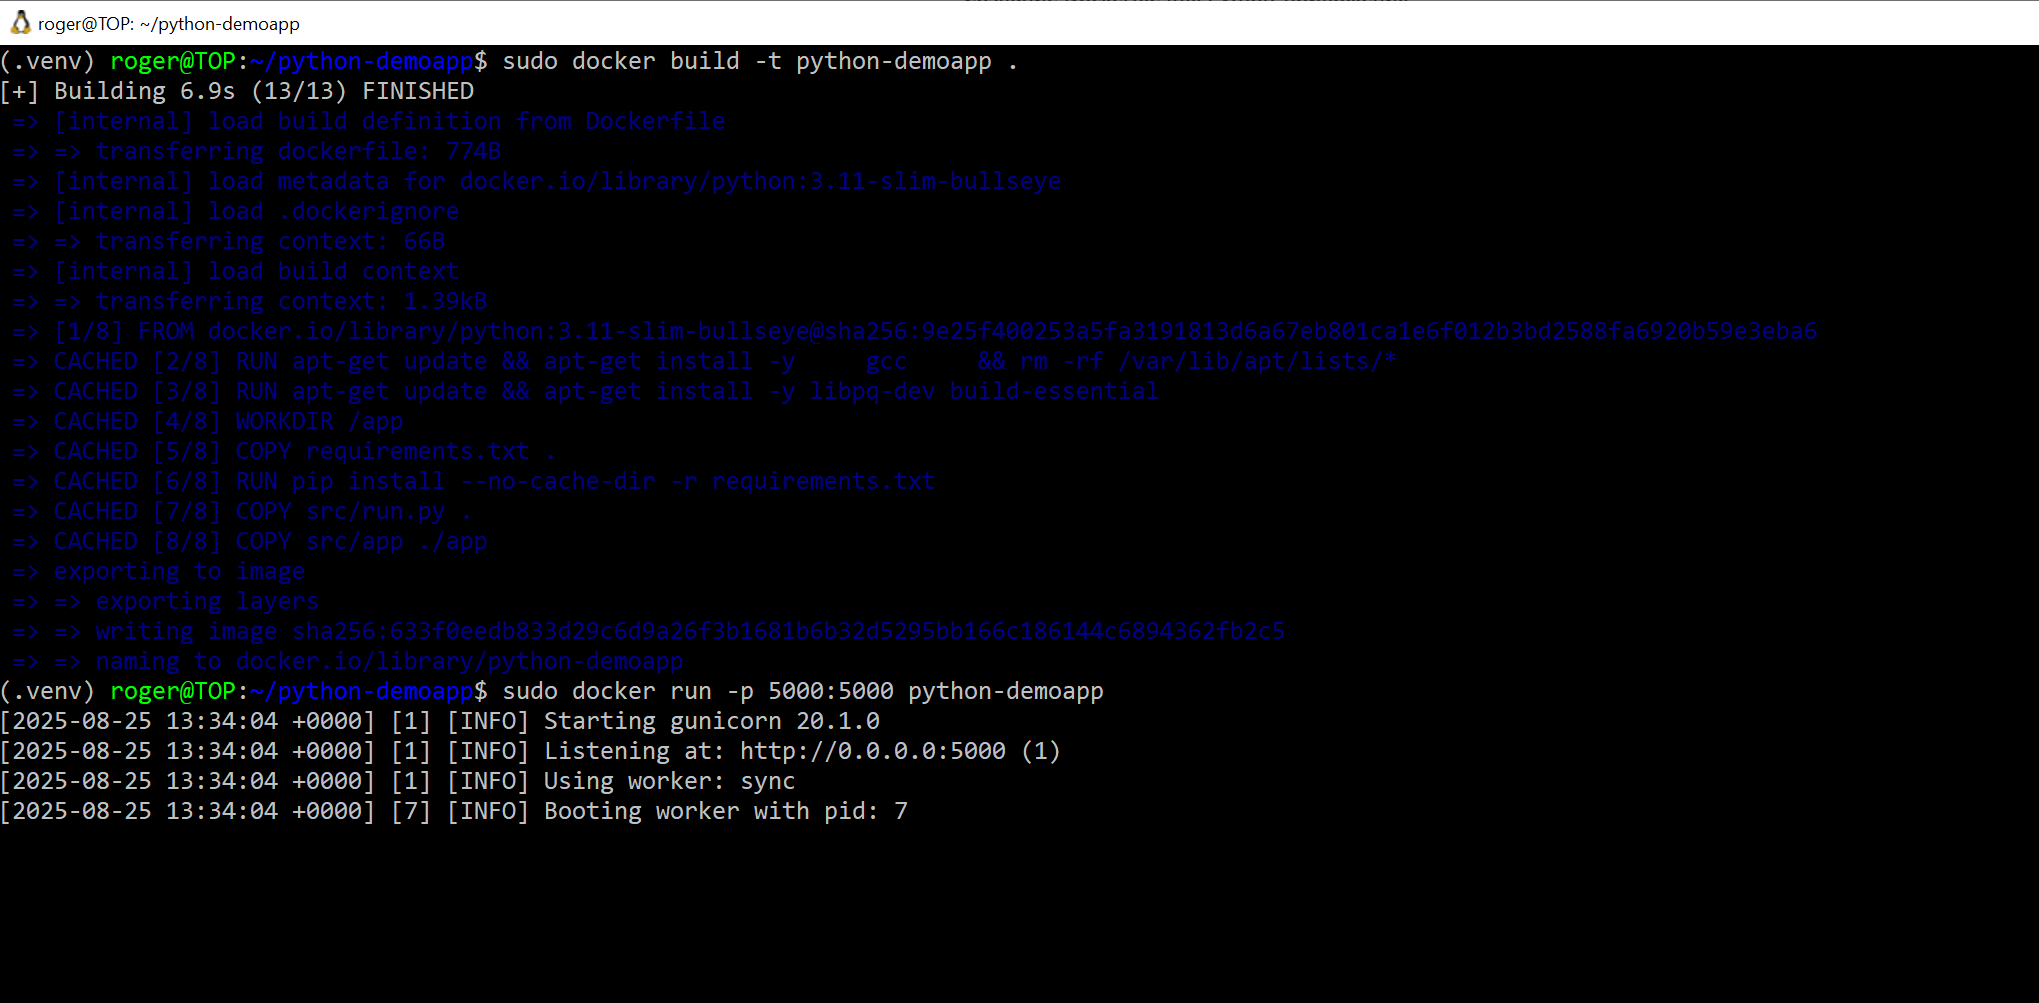 roger@TOP: ~/python-demoapp
(.venv) roger@TOP:~/python-demoapp$ sudo docker build -t python-demoapp .
[+] Building 6.9s (13/13) FINISHED
=> [internal] load build definition from Dockerfile
=> => transferring dockerfile: 774B
=> [internal] load metadata for docker.io/library/python:3.11-slim-bullseye
=> [internal] load .dockerignore
=> => transferring context: 66B
=> [internal] load build context
=> => transferring context: 1.39kB
=> [1/8] FROM docker.io/library/python:3.11-slim-bullseye@sha256:9e25f400253a5fa3191813d6a67eb801ca1e6f012b3bd2588fa6920b59e3eba6
=> CACHED [2/8] RUN apt-get update && apt-get install -y     gcc     && rm -rf /var/lib/apt/lists/*
=> CACHED [3/8] RUN apt-get update && apt-get install -y libpq-dev build-essential
=> CACHED [4/8] WORKDIR /app
=> CACHED [5/8] COPY requirements.txt .
=> CACHED [6/8] RUN pip install --no-cache-dir -r requirements.txt
=> CACHED [7/8] COPY src/run.py .
=> CACHED [8/8] COPY src/app ./app
=> exporting to image
=> => exporting layers
=> => writing image sha256:633f0eedb833d29c6d9a26f3b1681b6b32d5295bb166c186144c6894362fb2c5
=> => naming to docker.io/library/python-demoapp
(.venv) roger@TOP:~/python-demoapp$ sudo docker run -p 5000:5000 python-demoapp
[2025-08-25 13:34:04 +0000] [1] [INFO] Starting gunicorn 20.1.0
[2025-08-25 13:34:04 +0000] [1] [INFO] Listening at: http://0.0.0.0:5000 (1)
[2025-08-25 13:34:04 +0000] [1] [INFO] Using worker: sync
[2025-08-25 13:34:04 +0000] [7] [INFO] Booting worker with pid: 7